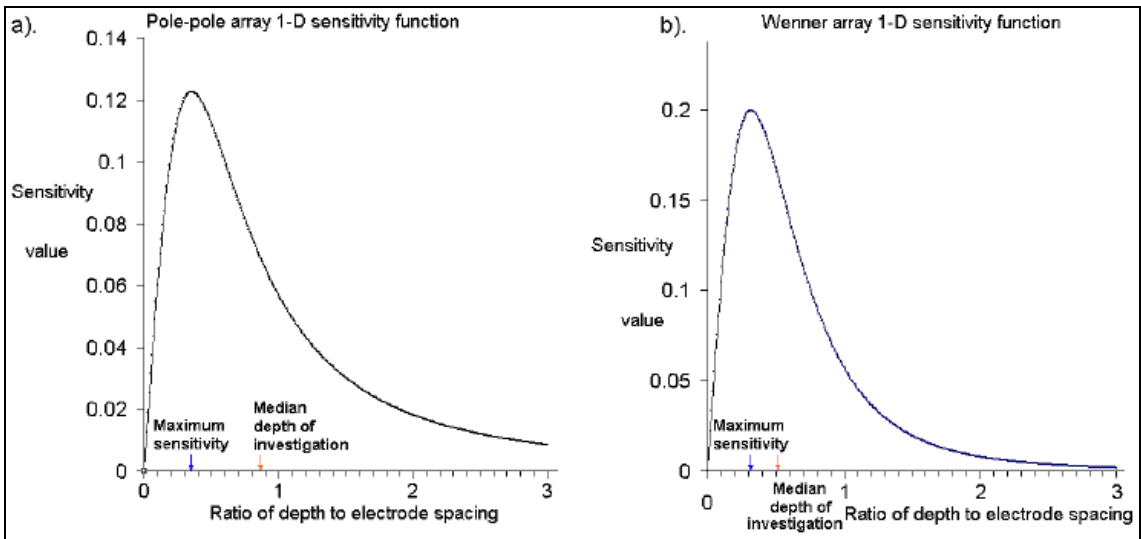 a).
Pole-pole array 1-D sensitivity function
0.14
0.12
0.1
Sensitivity
0.08
value
0.06
0.04
0.02
Maximum
sensitivity
Median
depth of
investigation
0
0 1 2 3
Ratio of depth to electrode spacing
b).
Wenner array 1-D sensitivity function
0.2
0.15
Sensitivity
0.1
value
0.05
Maximum
sensitivity
0
0 1 2 3
Median
depth of
investigation
Ratio of depth to electrode spacing